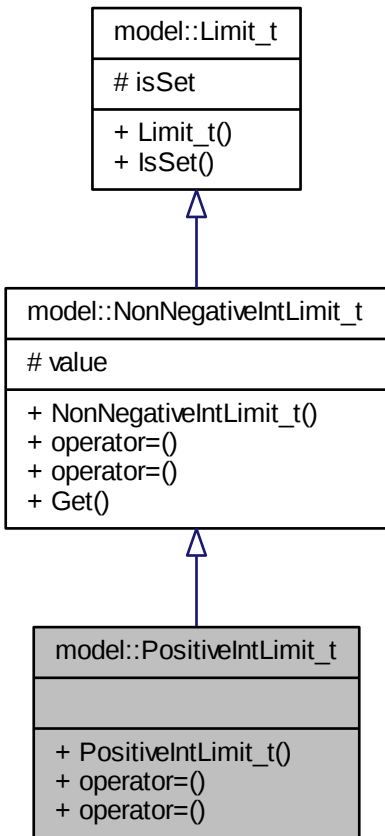 model::Limit_t
# isSet
+ Limit_t()
+ IsSet()
model::NonNegativeIntLimit_t
# value
+ NonNegativeIntLimit_t()
+ operator=()
+ operator=()
+ Get()
model::PositiveIntLimit_t
+ PositiveIntLimit_t()
+ operator=()
+ operator=()